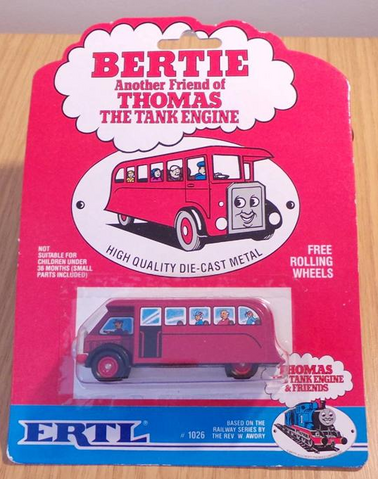 BERTIE
Another Friend of
THOMAS
THE TANK ENGINE
HIGH QUALITY DIE-CAST METAL
NOT
SUITABLE FOR
CHILDREN UNDER
36 MONTHS (SMALL
PARTS INCLUDED)
FREE
ROLLING
WHEELS
THOMAS
THE TANK ENGINE
& FRIENDS
ERTL
# 1026
BASED ON THE
RAILWAY SERIES BY
THE REV W. AWDRY